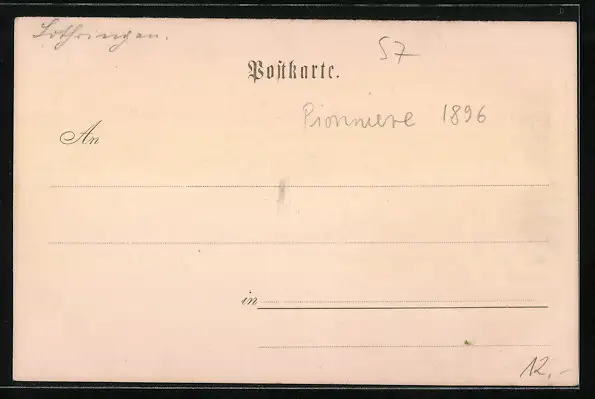 Lothringen.
57
Postkarte.
Pionniere 1896
An
in
12,-